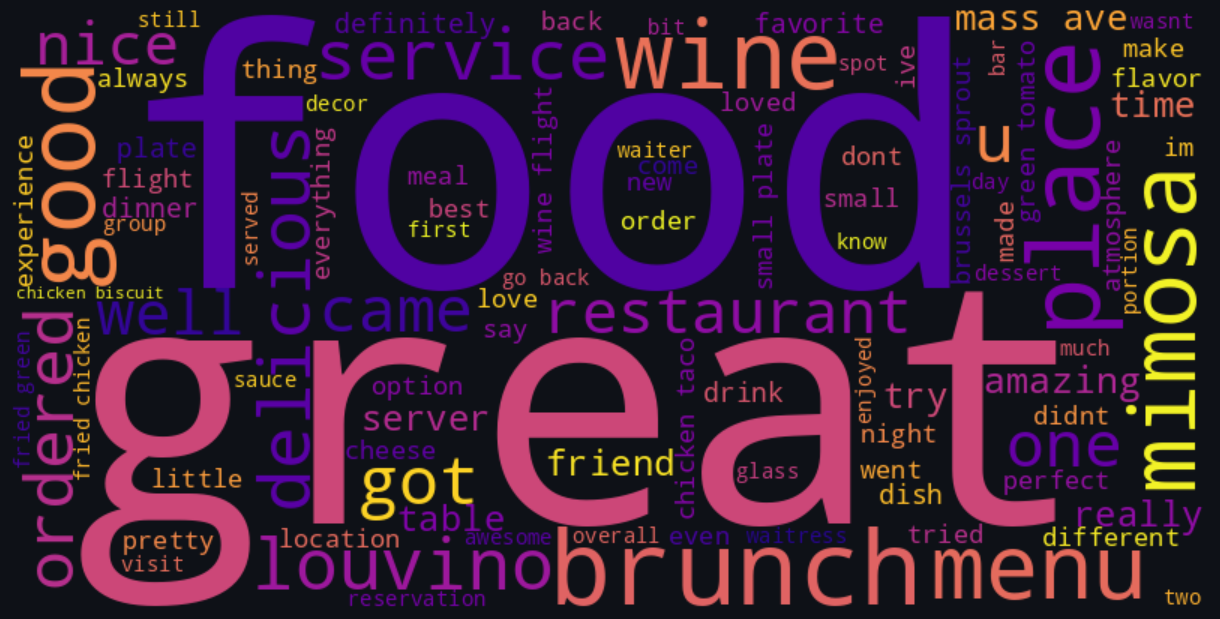 still
definitely
back
bit
favorite
mass ave
wasnt
nice
service
wine
spot
ive
bar
make
always
thing
flavor
decor
loved
time
food
good
delicious
everything
wine flight
small plate
brussels sprout
green tomato
place
u
plate
flight
dinner
group
experience
served
meal
best
first
waiter
come
new
order
dont
small
know
day
made
atmosphere
im
mimosa
dessert
portion
go back
chicken biscuit
well
came
love
say
restaurant
great
ordered
fried green
fried chicken
sauce
option
server
cheese
got
table
friend
chicken taco
drink
glass
enjoyed
try
night
went
dish
much
amazing
didnt
one
perfect
really
little
pretty
visit
location
louvino
awesome
reservation
overall
even
waitress
brunch
tried
menu
different
two